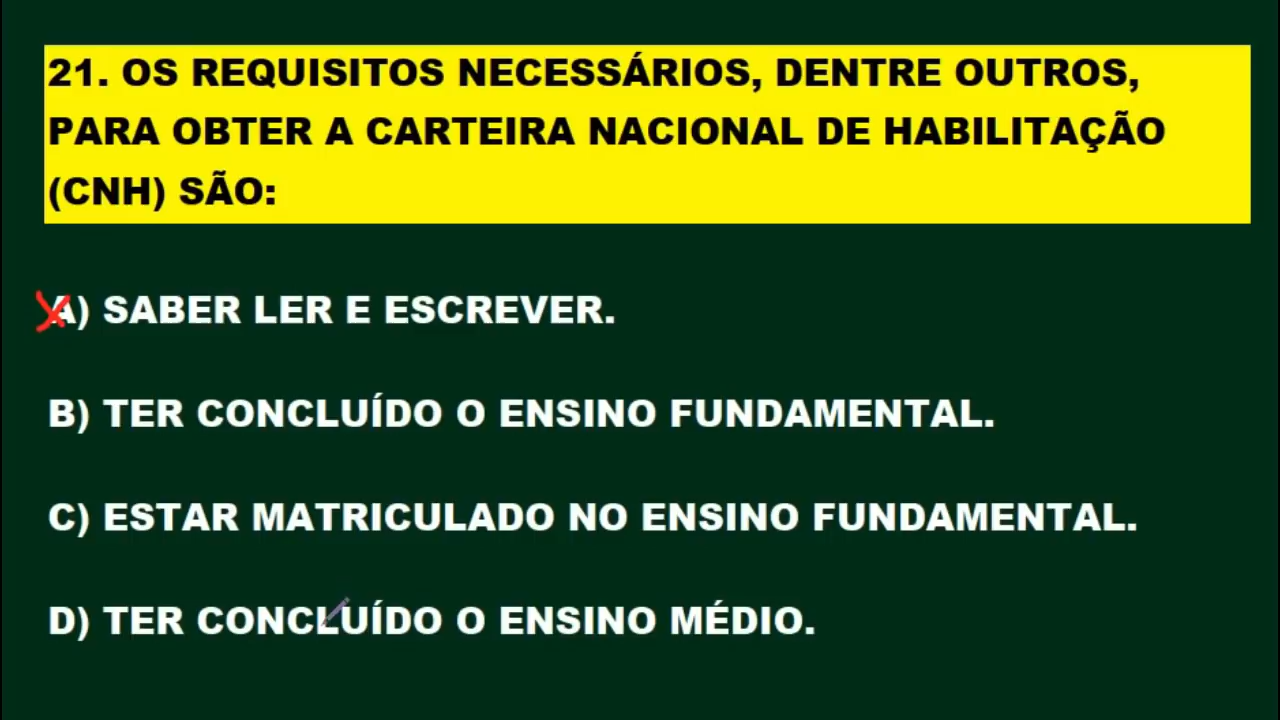 21. OS REQUISITOS NECESSÁRIOS, DENTRE OUTROS,
PARA OBTER A CARTEIRA NACIONAL DE HABILITAÇÃO
(CNH) SÃO:
A) SABER LER E ESCREVER.
B) TER CONCLUÍDO O ENSINO FUNDAMENTAL.
C) ESTAR MATRICULADO NO ENSINO FUNDAMENTAL.
D) TER CONCLUÍDO O ENSINO MÉDIO.